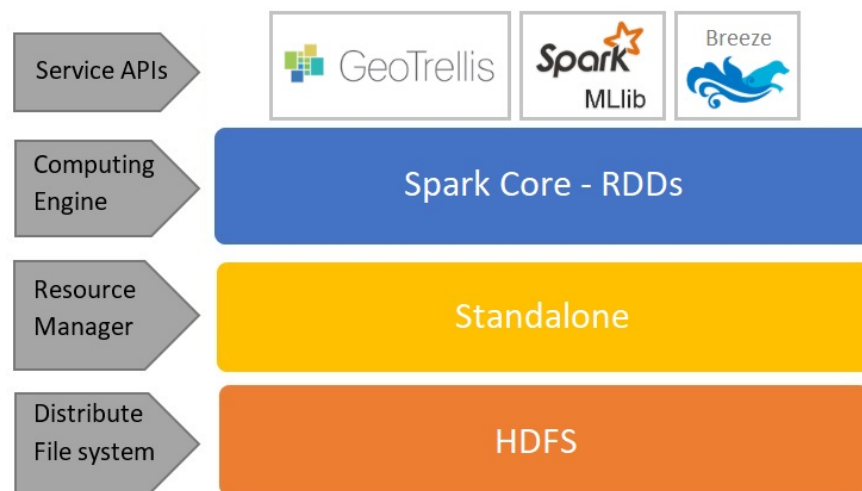 Service APIs
GeoTrellis
Spark
MLlib
Breeze
Computing
Engine
Spark Core - RDDs
Resource
Manager
Standalone
Distribute
File system
HDFS